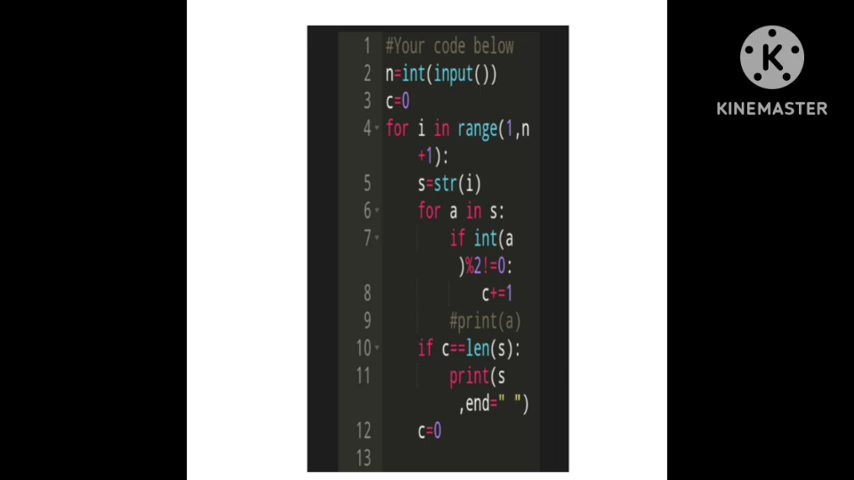 1 #Your code below
2 n=int(input())
3 c=0
4 for i in range(1,n
+1):
5 s=str(i)
6 for a in s:
7 if int(a
)%2!=0:
8 c+=1
9 #print(a)
10 if c==len(s):
11 print(s
,end=" ")
12 c=0
13
K
KINEMASTER